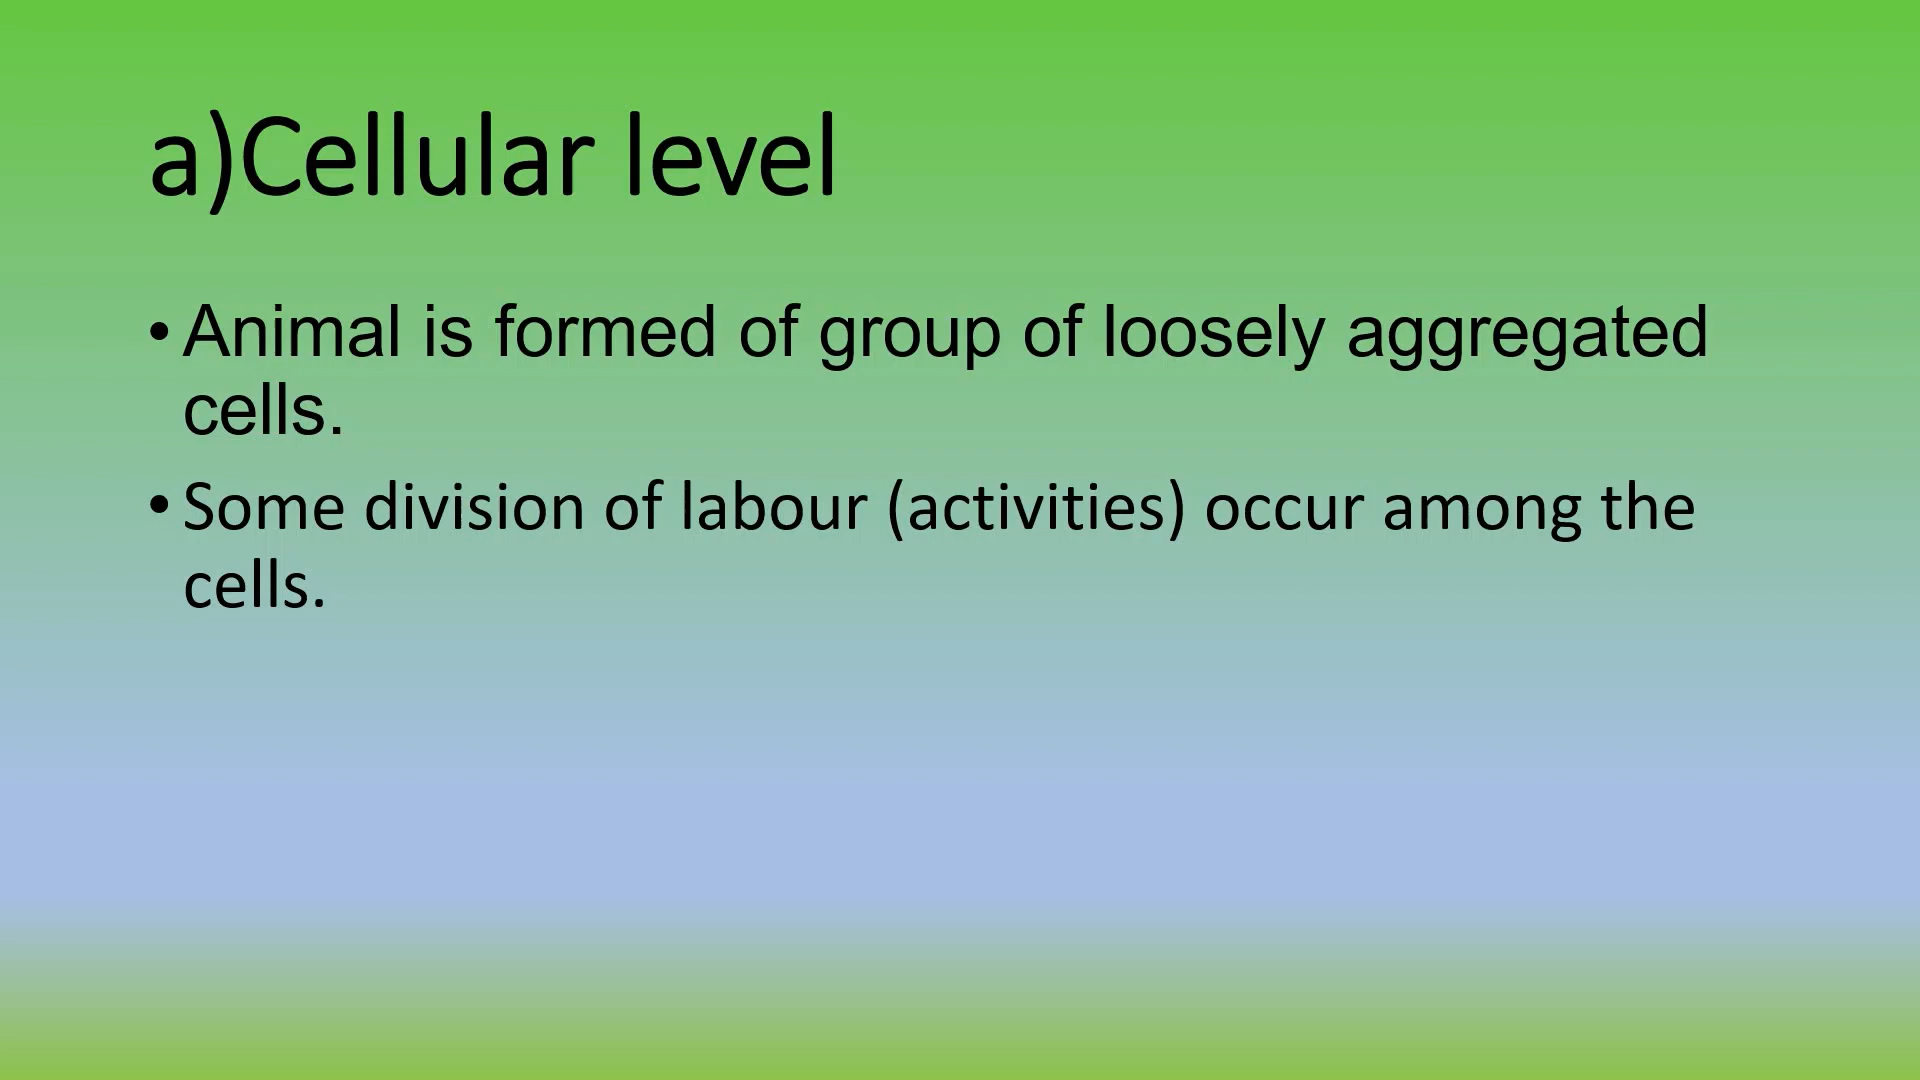 a)Cellular level
• Animal is formed of group of loosely aggregated
cells.
• Some division of labour (activities) occur among the
cells.